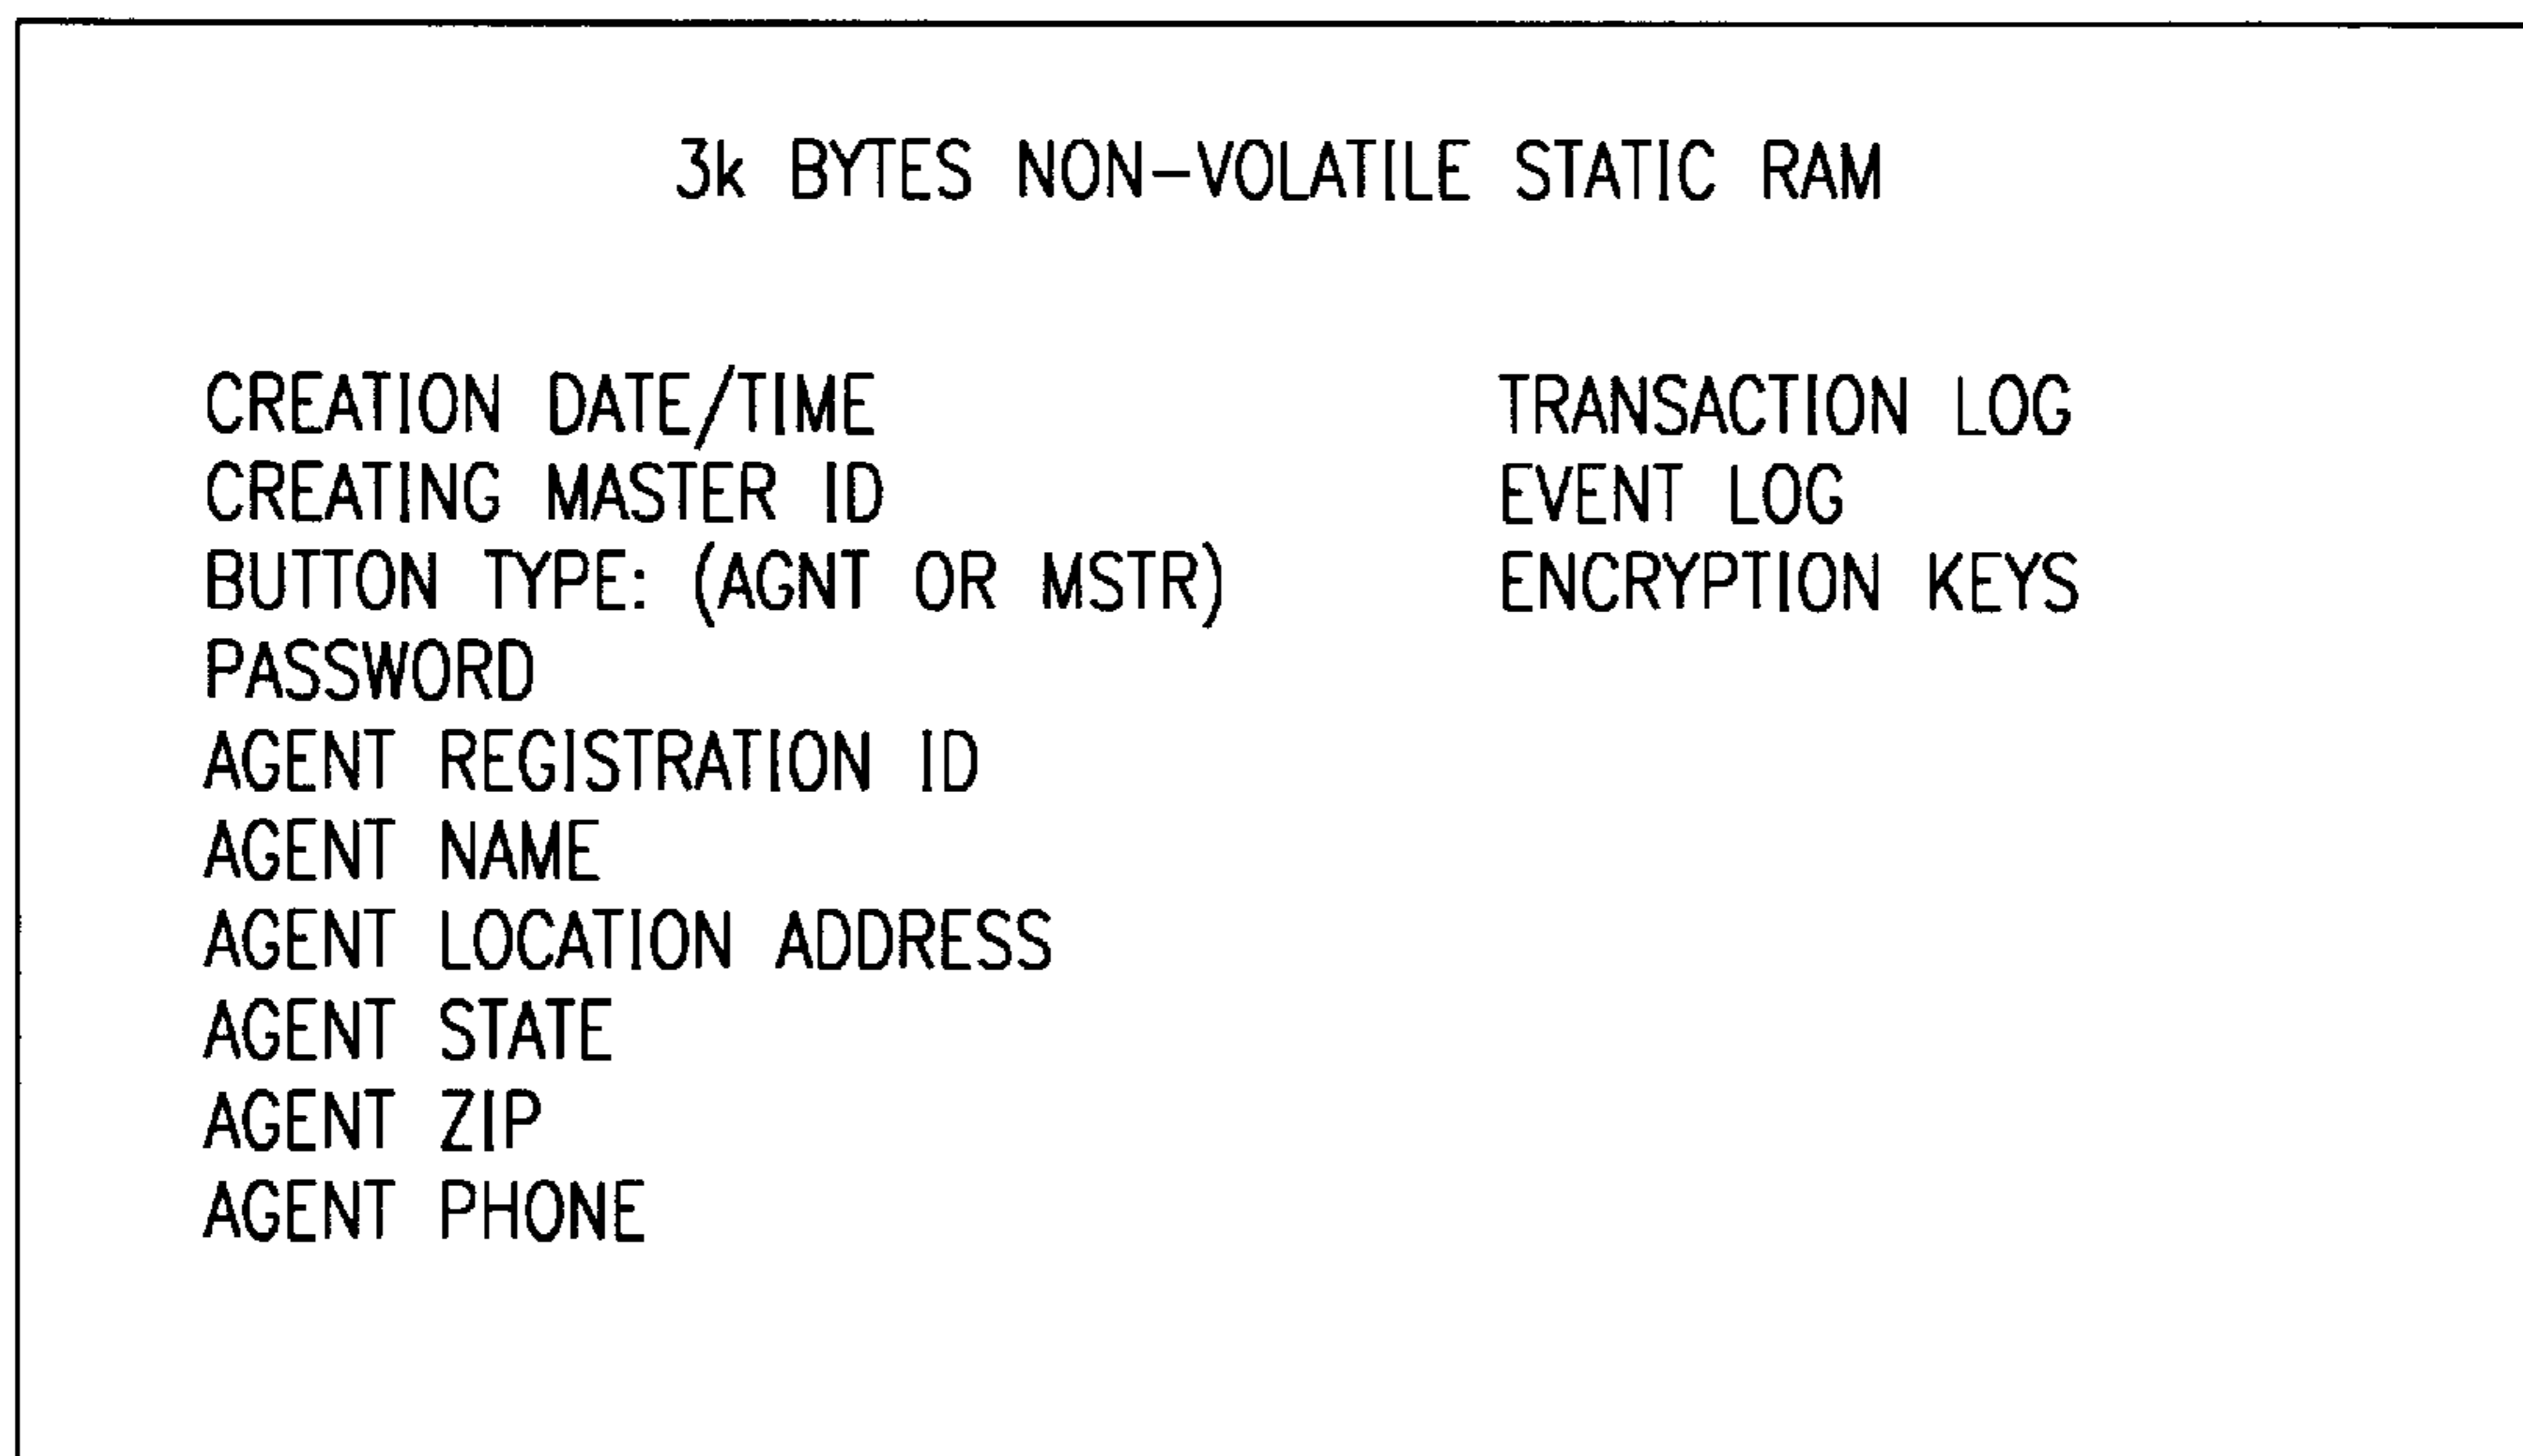 3k BYTES NON-VOLATILE STATIC RAM
CREATION DATE/TIME
CREATING MASTER ID
BUTTON TYPE: (AGNT OR MSTR)
PASSWORD
AGENT REGISTRATION ID
AGENT NAME
AGENT LOCATION ADDRESS
AGENT STATE
AGENT ZIP
AGENT PHONE
TRANSACTION LOG
EVENT LOG
ENCRYPTION KEYS